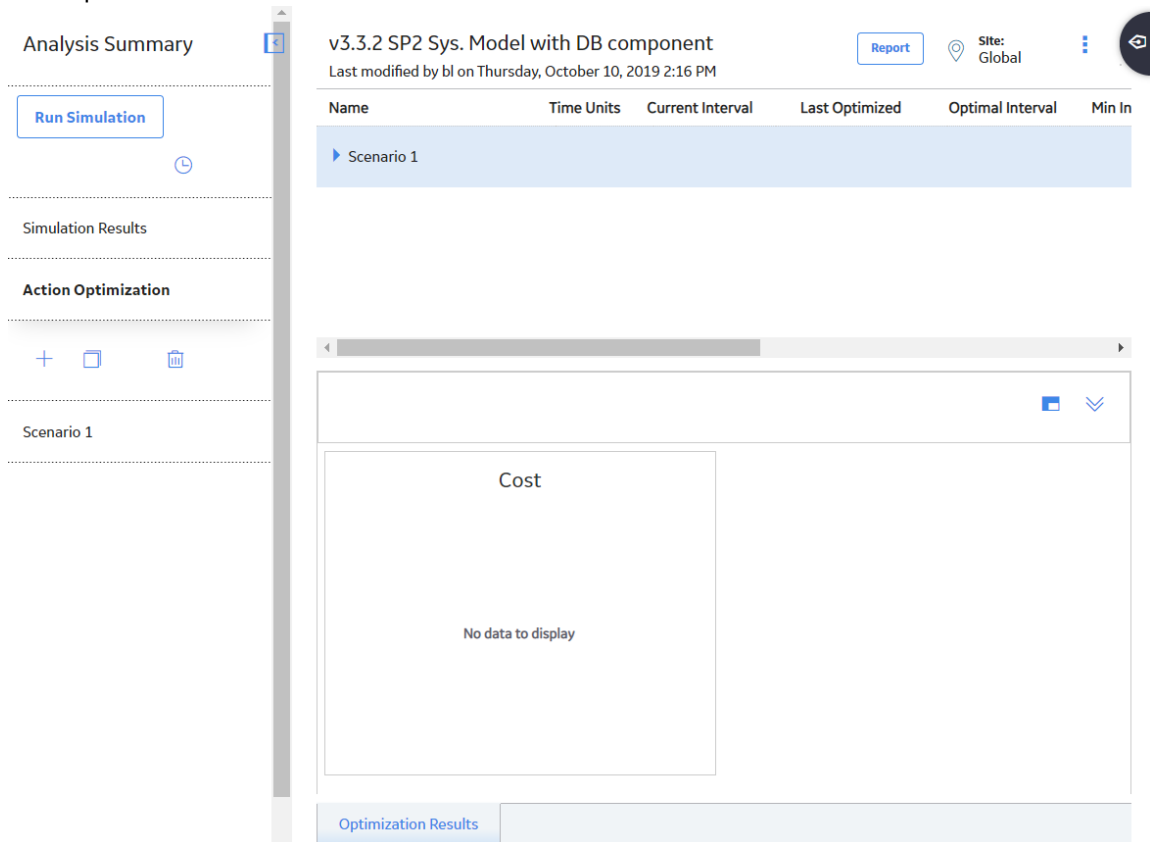 Analysis Summary
Run Simulation
Simulation Results
Action Optimization
Scenario 1
v3.3.2 SP2 Sys. Model with DB component
Last modified by bl on Thursday, October 10, 2019 2:16 PM
Report
Site:
Global
Name Time Units Current Interval Last Optimized Optimal Interval Min In
Scenario 1
Cost
No data to display
Optimization Results